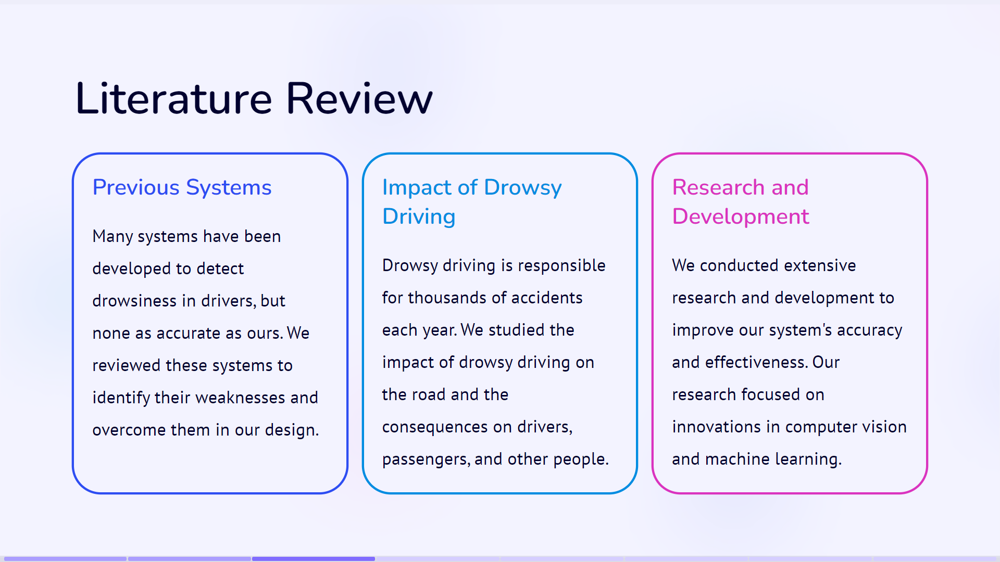 Literature Review
Previous Systems
Many systems have been
developed to detect
drowsiness in drivers, but
none as accurate as ours. We
reviewed these systems to
identify their weaknesses and
overcome them in our design.
Impact of Drowsy
Driving
Drowsy driving is responsible
for thousands of accidents
each year. We studied the
impact of drowsy driving on
the road and the
consequences on drivers,
passengers, and other people.
Research and
Development
We conducted extensive
research and development to
improve our system's accuracy
and effectiveness. Our
research focused on
innovations in computer vision
and machine learning.